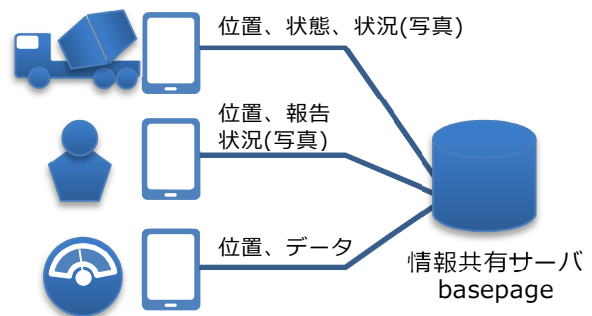 位置、状態、状況(写真)
位置、報告
状況(写真)
位置、データ
情報共有サーバ
basepage